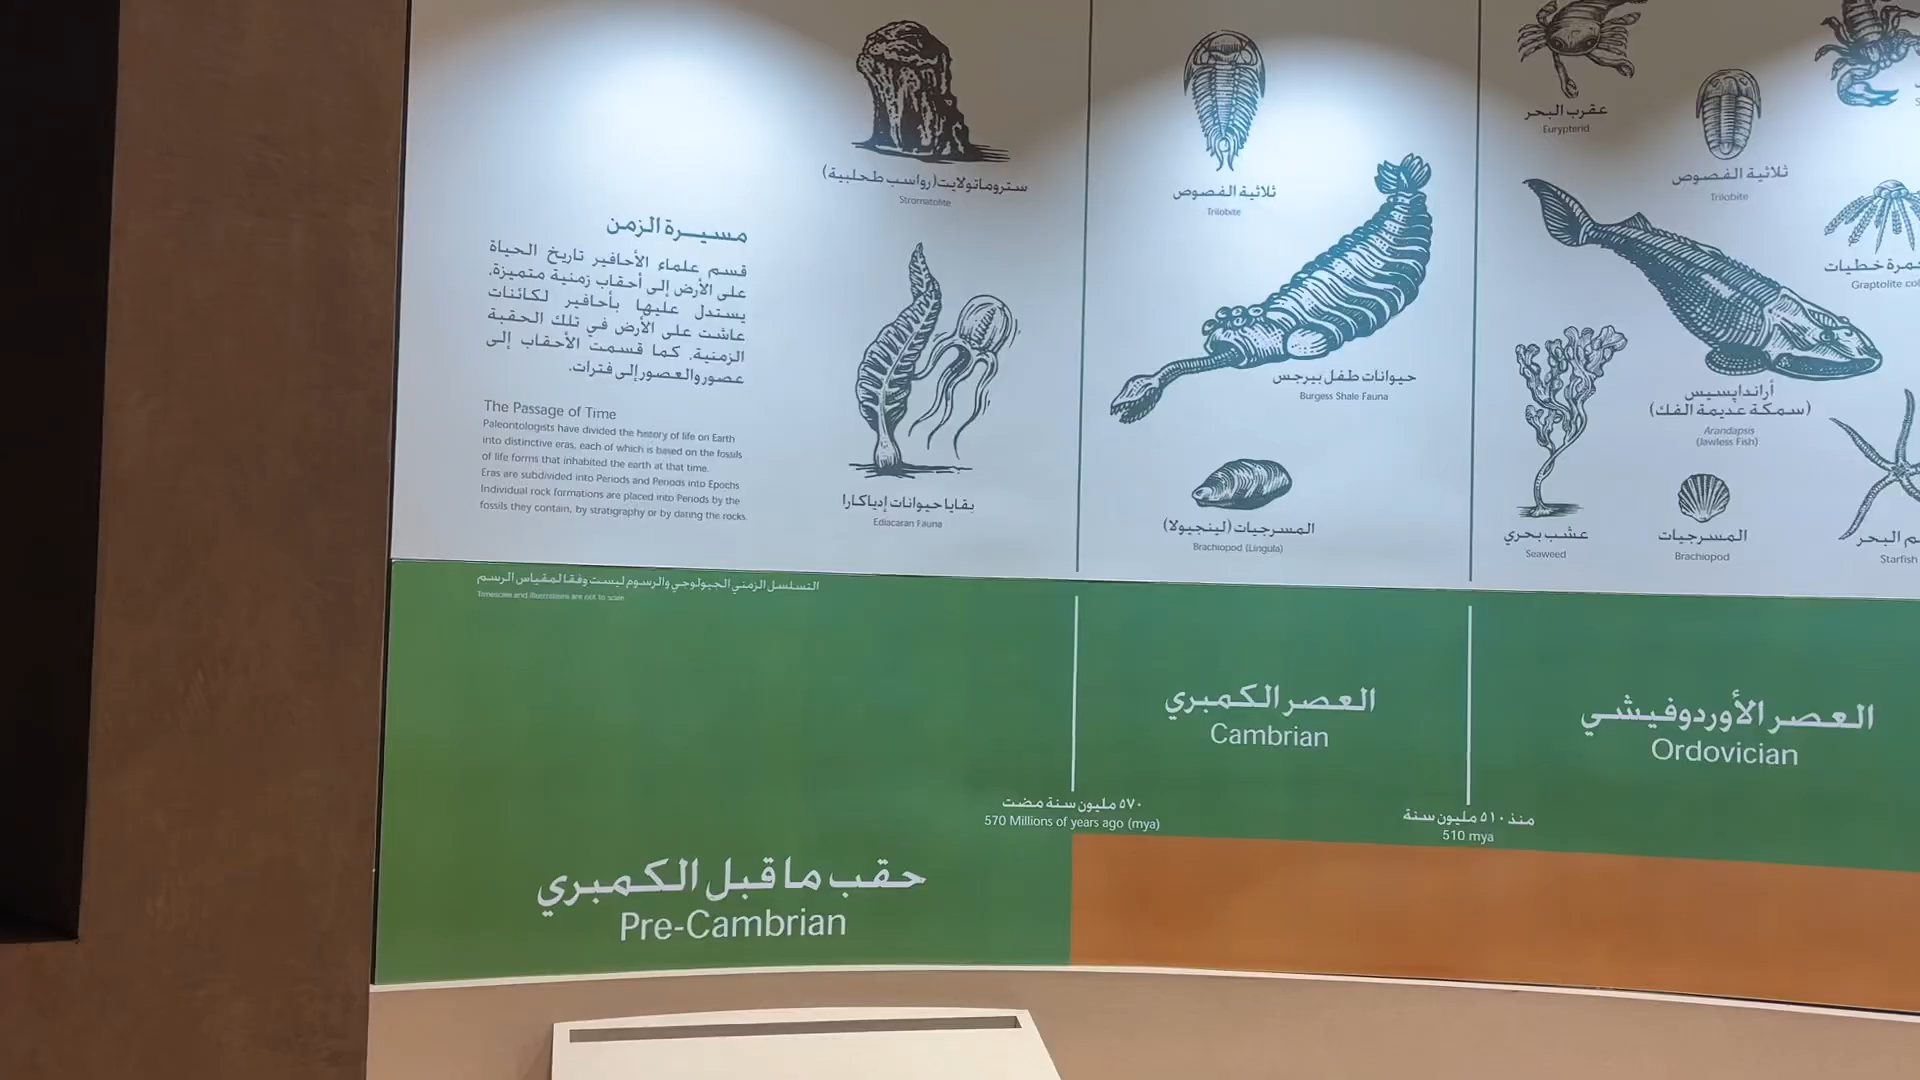 مسيرة الزمن
قسم علماء الأحافير تاريخ الحياة
على الأرض إلى أحقاب زمنية متميزة.
يستدل عليها بأحافير لكائنات
عاشت على الأرض في تلك الحقبة
الزمنية. كما قسمت الأحقاب إلى
عصور والعصور إلى فترات.
The Passage of Time
Paleontologists have divided the history of life on Earth
into distinctive eras, each of which is based on the fossils
of life forms that inhabited the earth at that time.
Eras are subdivided into Periods and Periods into Epochs
Individual rock formations are placed into Periods by the
fossils they contain, by stratigraphy or by dating the rocks.
ستروماتولايت(رواسب طحلبية)
Stromatolite
بقايا حيوانات إدياكارا
Ediacaran Fauna
ثلاثية الفصوص
Trilobite
حيوانات طفل بيرجس
Burgess Shale Fauna
المسرجيات (لينجيولا)
Brachiopod (Lingula)
عقرب البحر
Eurypterid
ثلاثية الفصوص
Trilobite
خطيات
Graptolite
أراندابسيس
(سمكة عديمة الفك)
Arandapsis
(Jawless Fish)
عشب بحري
Seaweed
المسرجيات
Brachiopod
البحر
Starfish
التسلسل الزمني الجيولوجي والرسوم ليست وفقا لمقياس الرسم
Timescale and illustrations are not to scale
العصر الكمبري
Cambrian
العصر الأوردوفيشي
Ordovician
٥٧٠ مليون سنة مضت
570 Millions of years ago (mya)
منذ ٥١٠ مليون سنة
510 mya
حقب ما قبل الكمبري
Pre-Cambrian